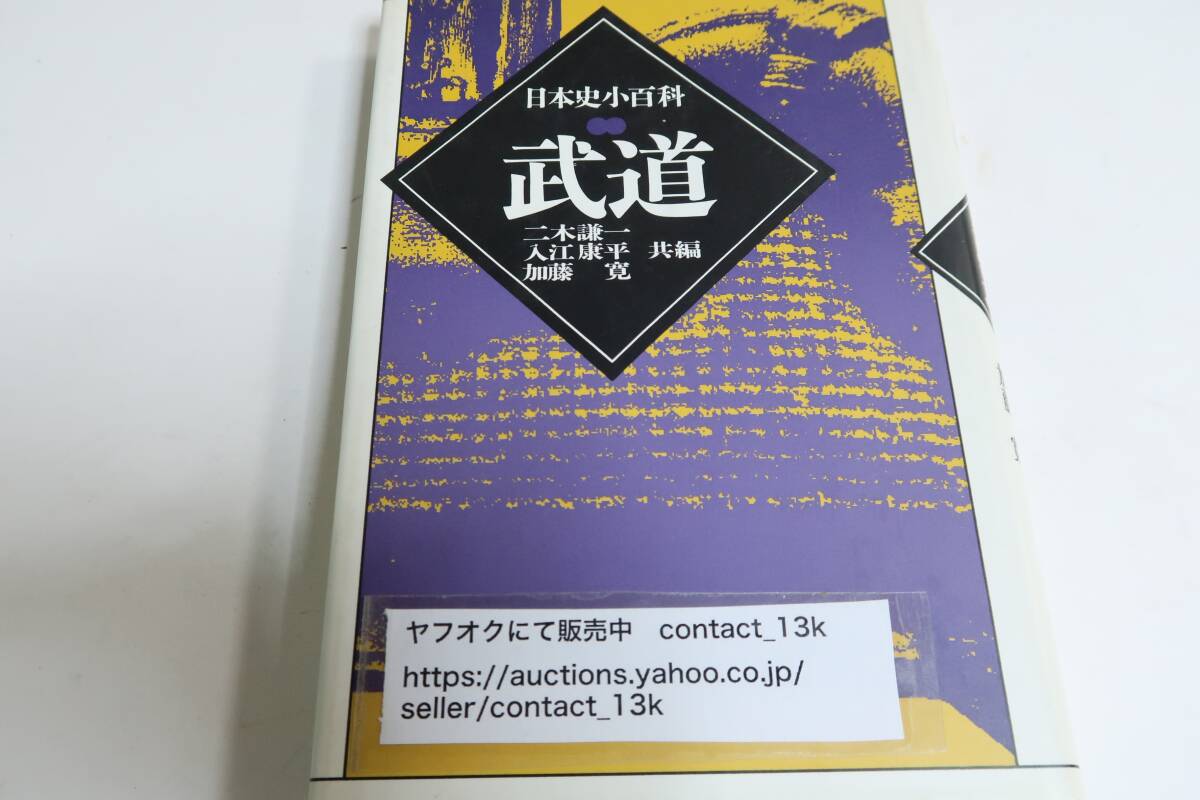 日本史小百科
武道
二木謙一
入江康平 共編
加藤 寛
ヤフオクにて販売中 contact_13k
https://auctions.yahoo.co.jp/
seller/contact_13k